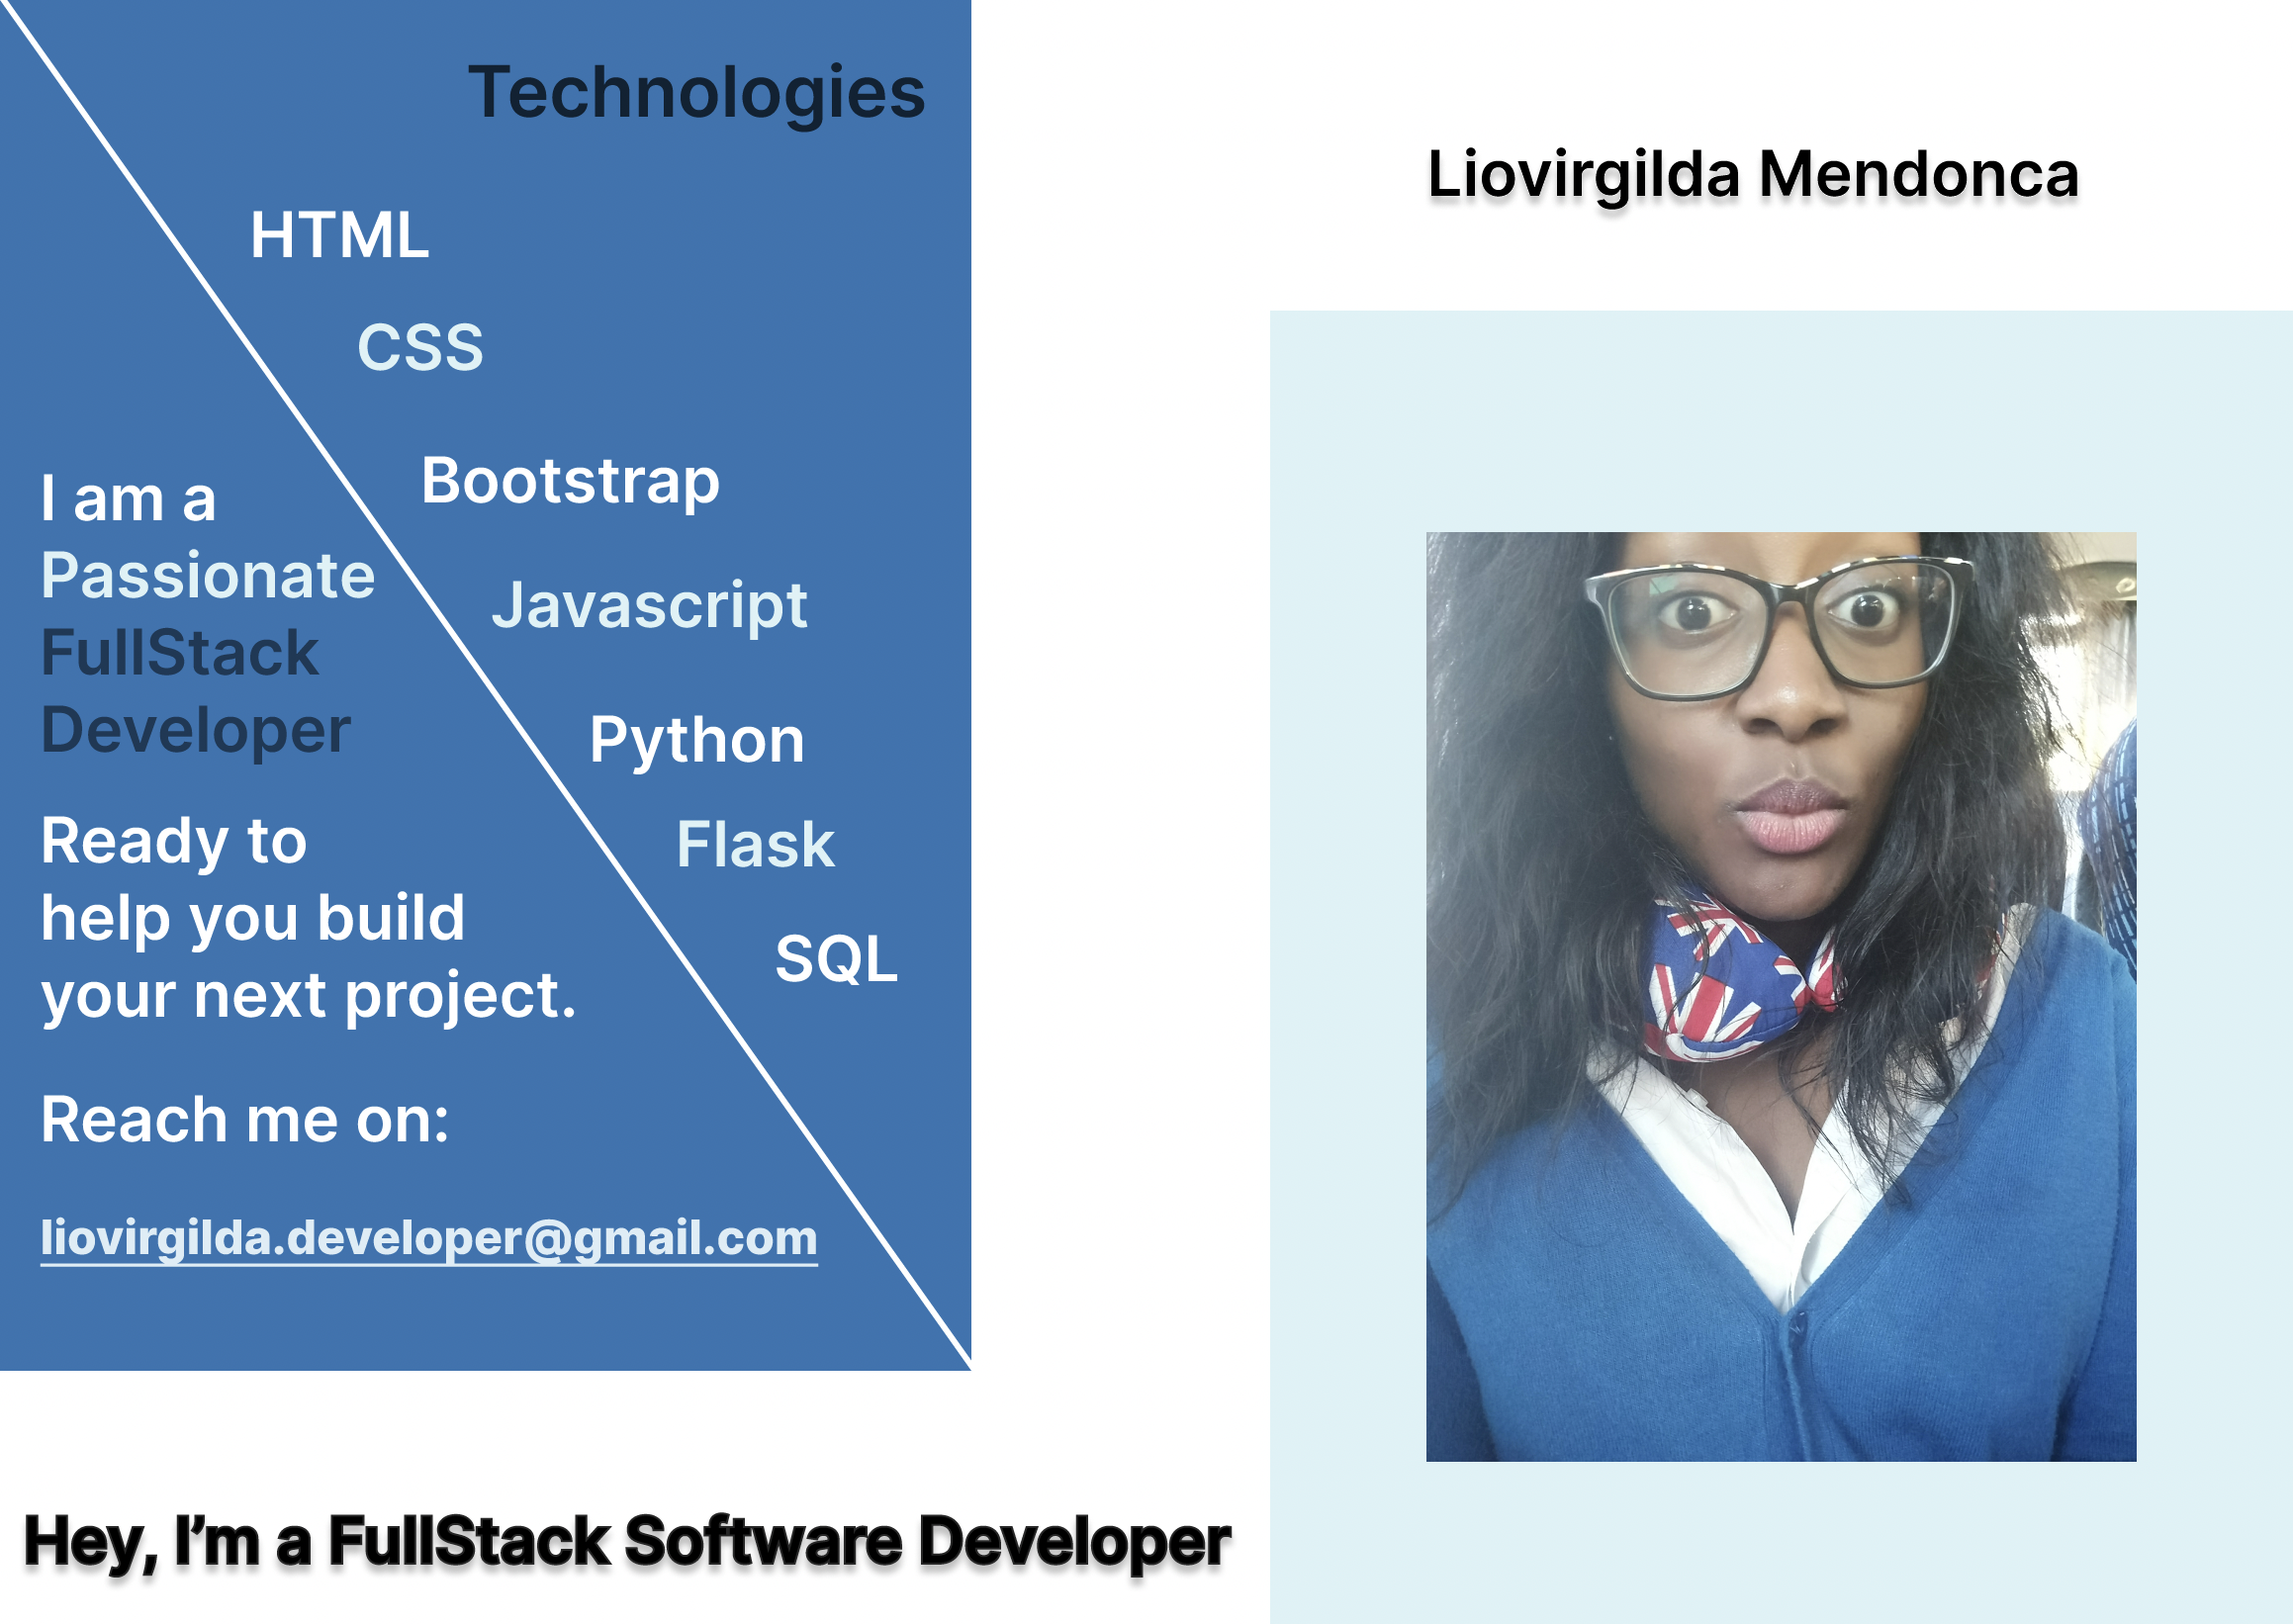 Technologies
HTML
CSS
Bootstrap
Javascript
Python
Flask
SQL
I am a
Passionate
FullStack
Developer
Ready to
help you build
your next project.
Reach me on:
liovirgilda.developer@gmail.com
Hey, I’m a FullStack Software Developer
Liovirgilda Mendonca